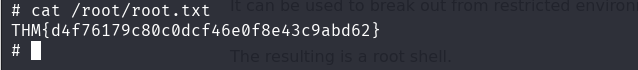 It can be used to break out from restricted environ
# cat /root/root.txt
THM{d4f76179c80c0dcf46e0f8e43c9abd62}
#
The resulting is a root shell.